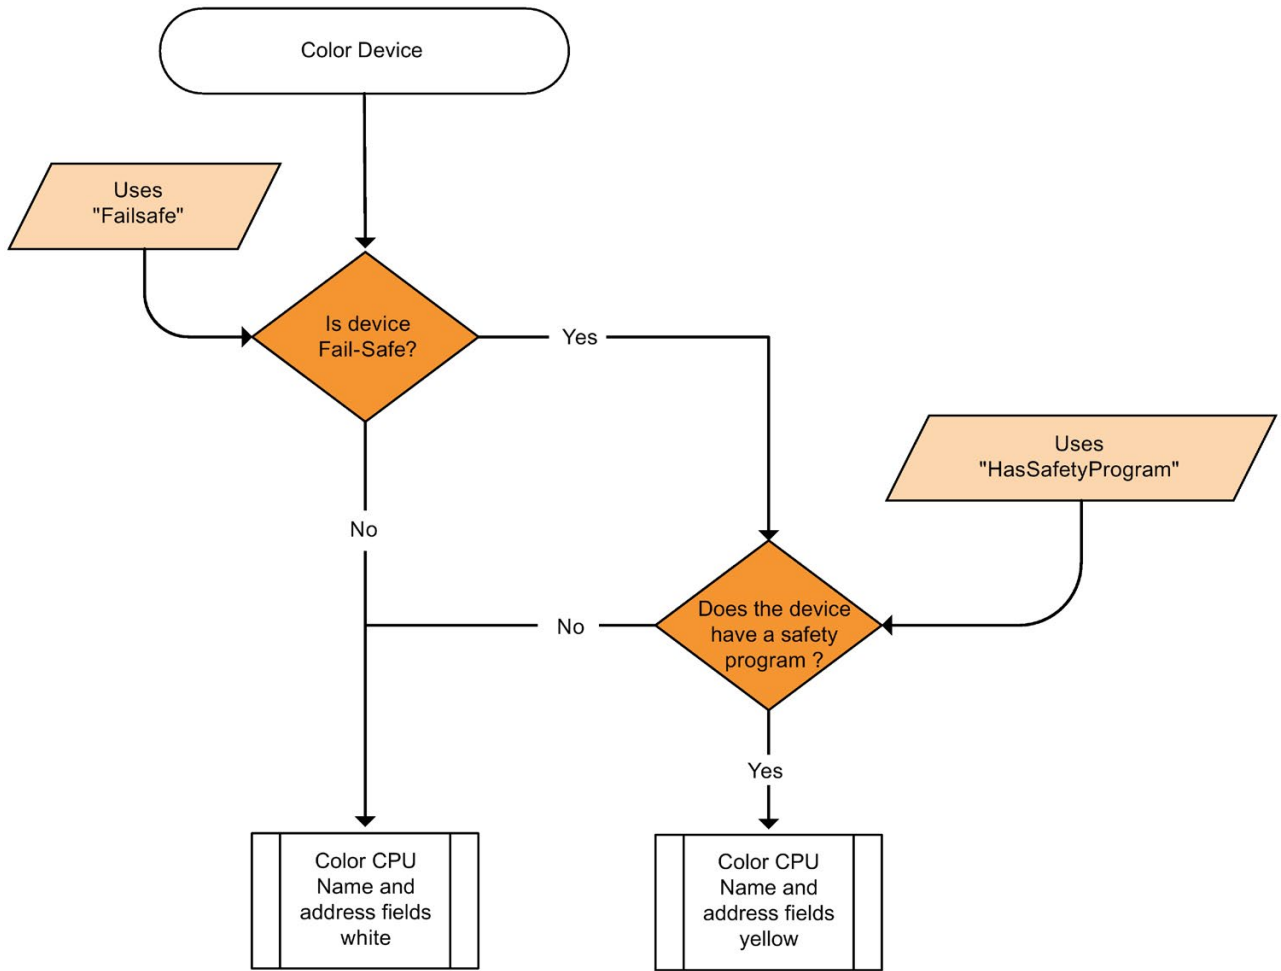 Color Device
Uses
"Failsafe"
Is device
Fail-Safe?
Yes
Uses
"HasSafetyProgram"
No
Does the device
have a safety
program ?
No
Yes
Color CPU
Name and
address fields
white
Color CPU
Name and
address fields
yellow